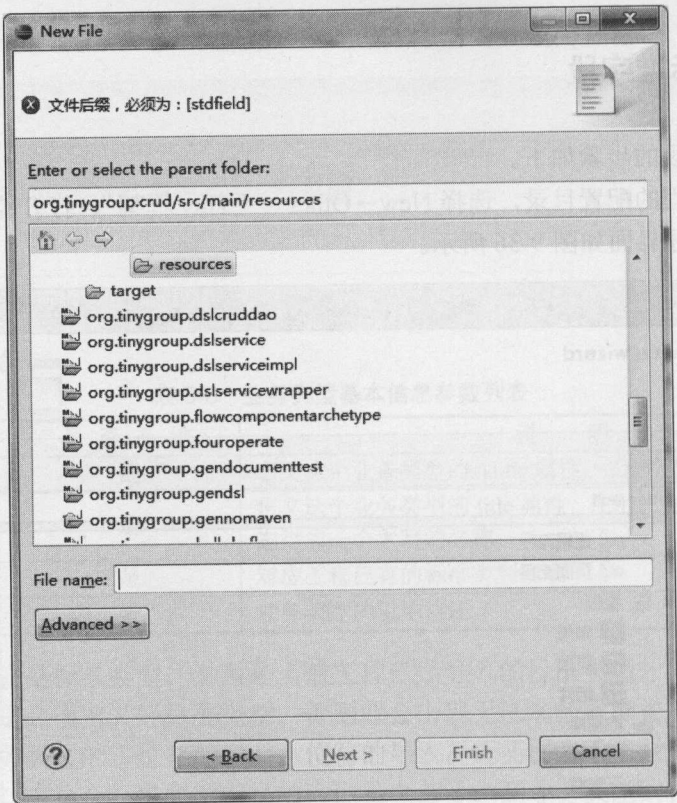 New File
文件后缀，必须为：[stdfield]
Enter or select the parent folder:
org.tinygroup.crud/src/main/resources
resources
target
org.tinygroup.dslcruddao
org.tinygroup.dslservice
org.tinygroup.dslserviceimpl
org.tinygroup.dslservicewapper
org.tinygroup.flowcomponentarchetype
org.tinygroup.fouroperate
org.tinygroup.gendocumenttest
org.tinygroup.gendsl
org.tinygroup.gennomaven
File name:
Advanced >>
< Back
Next >
Finish
Cancel